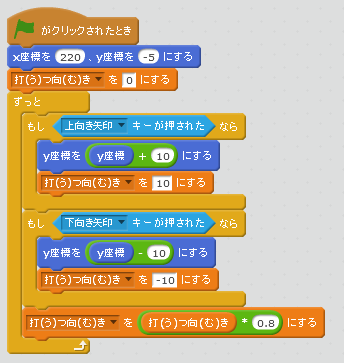 がクリックされたとき
x座標を 220 、y座標を -5 にする
打(う)つ向(む)き を 0 にする
ずっと
もし 上向き矢印 キーが押された なら
y座標を y座標 + 10 にする
打(う)つ向(む)き を 10 にする
もし 下向き矢印 キーが押された なら
y座標を y座標 - 10 にする
打(う)つ向(む)き を -10 にする
打(う)つ向(む)き を 打(う)つ向(む)き * 0.8 にする